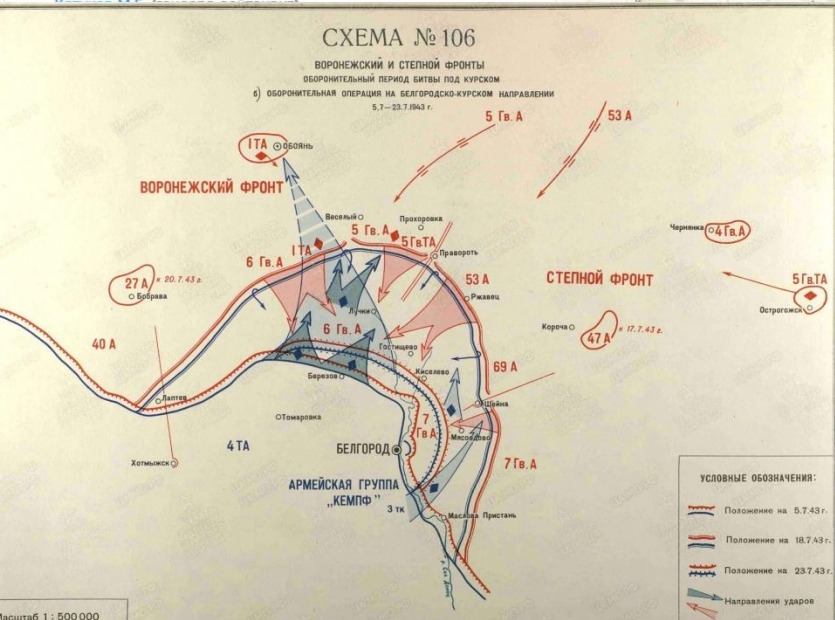 СХЕМА № 106
ВОРОНЕЖСКИЙ И СТЕПНОЙ ФРОНТЫ
ОБОРОНИТЕЛЬНЫЙ ПЕРИОД БИТВЫ ПОД КУРСКОМ
б) ОБОРОНИТЕЛЬНАЯ ОПЕРАЦИЯ НА БЕЛГОРОДСКО-КУРСКОМ НАПРАВЛЕНИИ
5.7—23.7.1943 г.
5 Гв. А
53 А
1 ТА
ОБОЯНЬ
ВОРОНЕЖСКИЙ ФРОНТ
Веселый
Прохоровка
Чернянка
4 Гв. А
5 Гв. А
5 Гв.ТА
1 ТА
Правороть
6 Гв. А
СТЕПНОЙ ФРОНТ
27 А
к 20.7.43 г.
Бобрава
53 А
Ржавец
5 Гв.ТА
Острогожск
Лучки
6 Гв. А
Короча
47 А
к 17.7.43 г.
40 А
Гостищево
69 А
Березов
Киселево
Лаптев
Шейна
Томаровка
7
Гв А
Мясоедово
4 ТА
БЕЛГОРОД
Хотмыжск
7 Гв. А
АРМЕЙСКАЯ ГРУППА
„КЕМПФ"
3 тк
Маслова Пристань
УСЛОВНЫЕ ОБОЗНАЧЕНИЯ:
Положение на 5.7.43 г.
Положение на 18.7.43 г.
Положение на 23.7.43 г.
Направления ударов
Масштаб 1 : 500 000